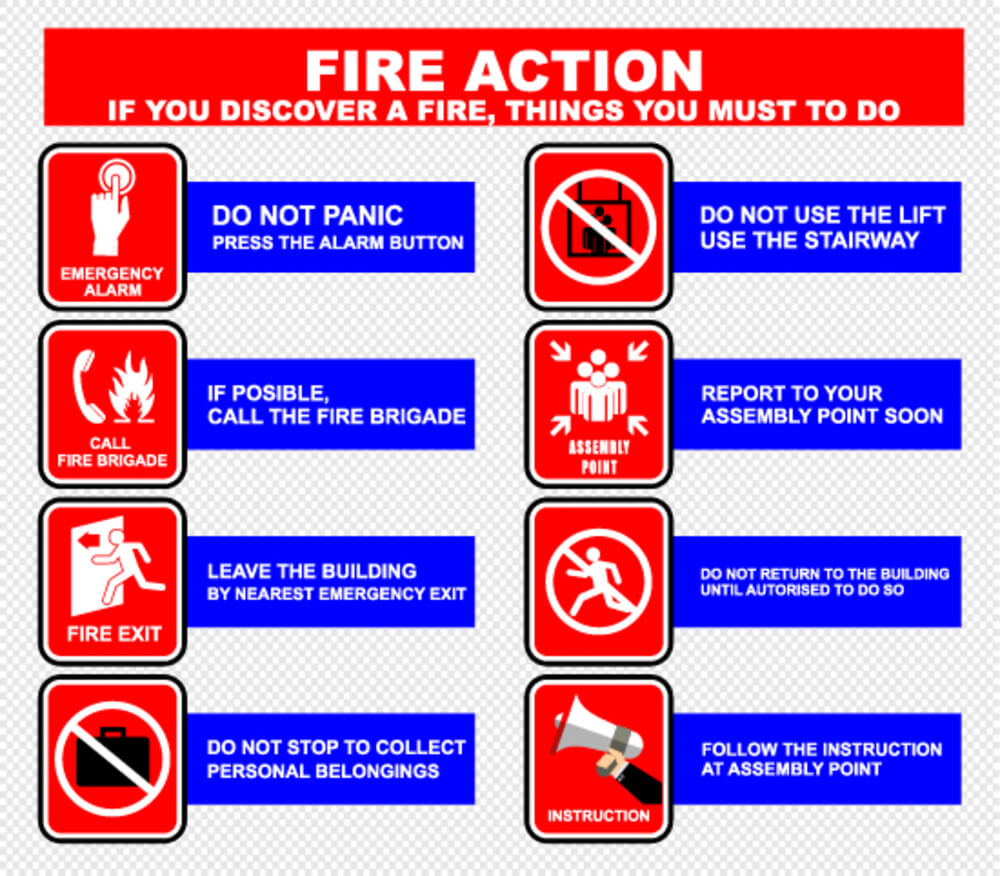 FIRE ACTION
IF YOU DISCOVER A FIRE, THINGS YOU MUST TO DO
EMERGENCY
ALARM
DO NOT PANIC
PRESS THE ALARM BUTTON
CALL
FIRE BRIGADE
IF POSIBLE,
CALL THE FIRE BRIGADE
FIRE EXIT
LEAVE THE BUILDING
BY NEAREST EMERGENCY EXIT
DO NOT STOP TO COLLECT
PERSONAL BELONGINGS
DO NOT USE THE LIFT
USE THE STAIRWAY
ASSEMBLY
POINT
REPORT TO YOUR
ASSEMBLY POINT SOON
DO NOT RETURN TO THE BUILDING
UNTIL AUTORISED TO DO SO
INSTRUCTION
FOLLOW THE INSTRUCTION
AT ASSEMBLY POINT